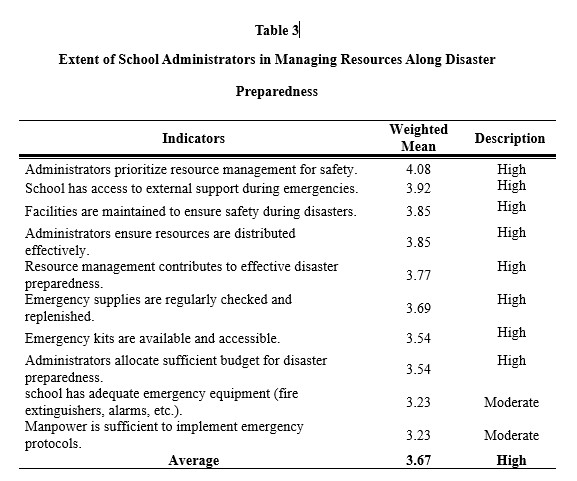 Table 3
Extent of School Administrators in Managing Resources Along Disaster
Preparedness
Indicators Weighted Mean Description
Administrators prioritize resource management for safety. 4.08 High
School has access to external support during emergencies. 3.92 High
Facilities are maintained to ensure safety during disasters. 3.85 High
Administrators ensure resources are distributed
effectively. 3.85 High
Resource management contributes to effective disaster
preparedness. 3.77 High
Emergency supplies are regularly checked and
replenished. 3.69 High
Emergency kits are available and accessible. 3.54 High
Administrators allocate sufficient budget for disaster
preparedness. 3.54 High
school has adequate emergency equipment (fire
extinguishers, alarms, etc.). 3.23 Moderate
Manpower is sufficient to implement emergency
protocols. 3.23 Moderate
Average 3.67 High